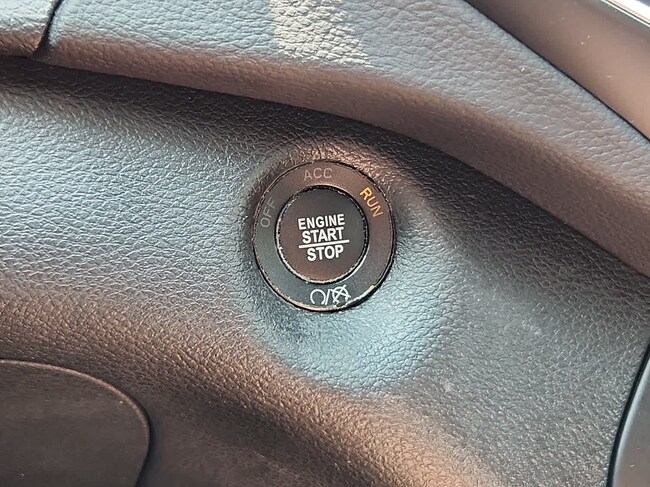 OFF
ACC
RUN
ENGINE
START
STOP